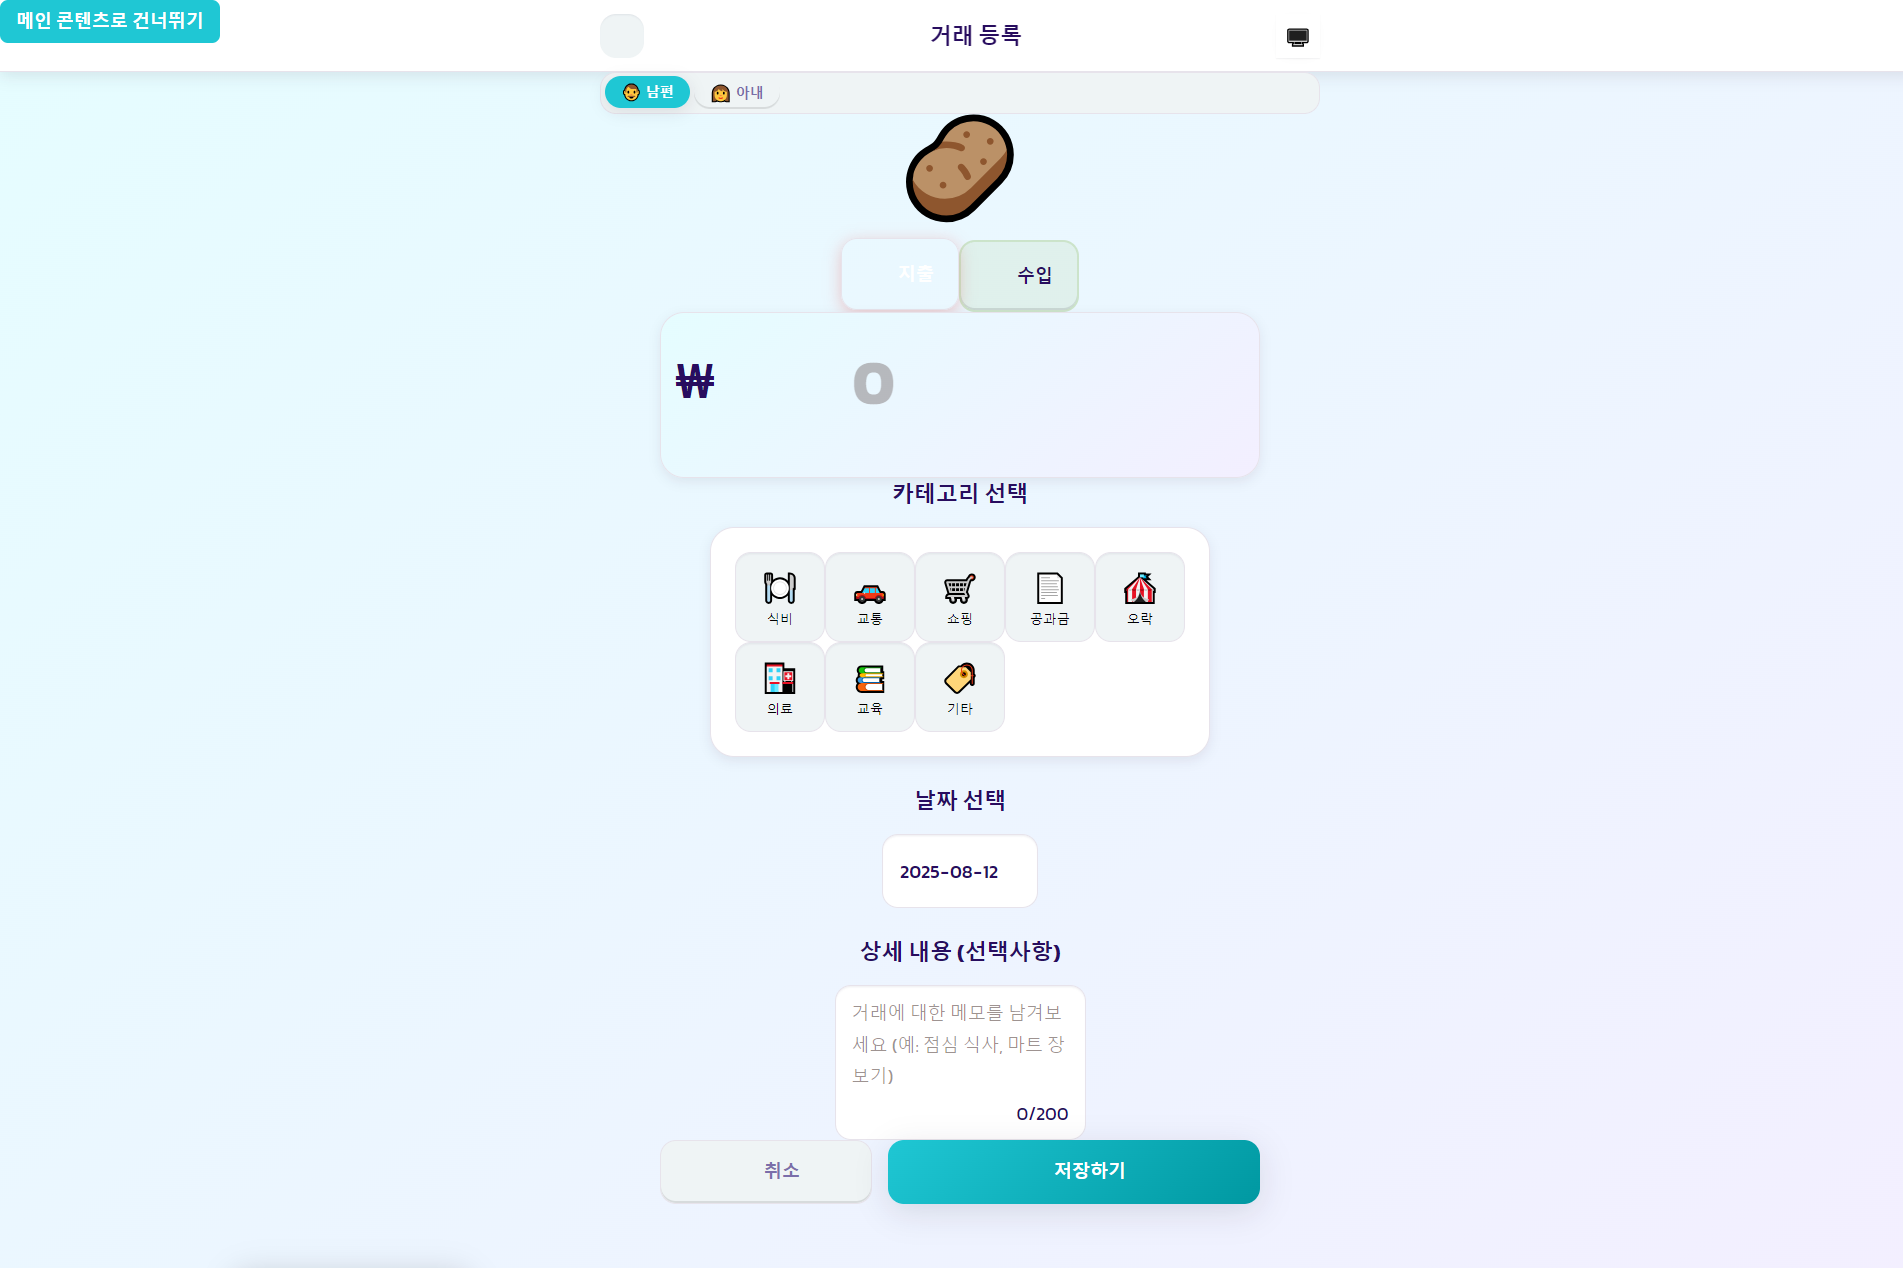 메인 콘텐츠로 건너뛰기
거래 등록
남편
아내
지출
수입
₩ 0
카테고리 선택
식비
교통
쇼핑
공과금
오락
의료
교육
기타
날짜 선택
2025-08-12
상세 내용 (선택사항)
거래에 대한 메모를 남겨보
세요 (예: 점심 식사, 마트 장
보기)
0/200
취소
저장하기